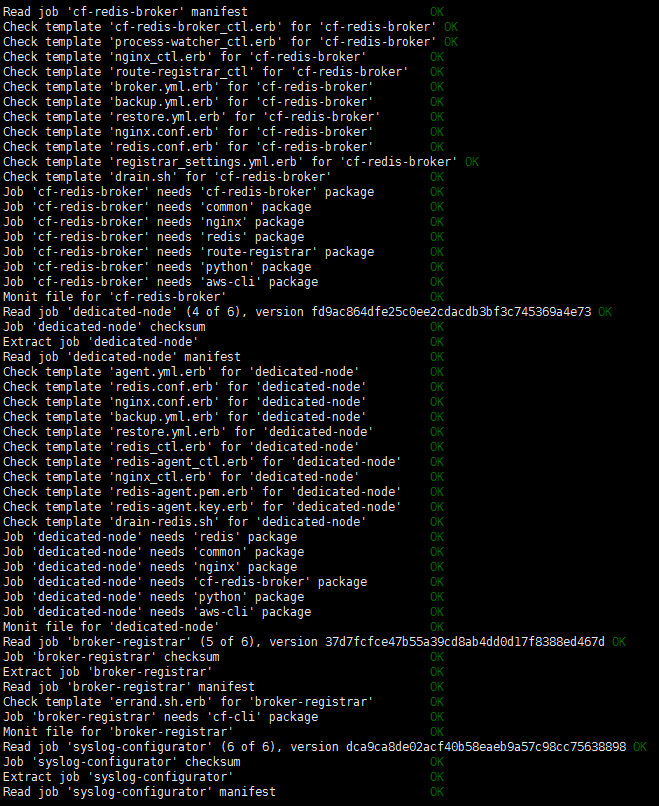 Read job 'cf-redis-broker' manifest OK
Check template 'cf-redis-broker_ctl.erb' for 'cf-redis-broker' OK
Check template 'process-watcher_ctl.erb' for 'cf-redis-broker' OK
Check template 'nginx_ctl.erb' for 'cf-redis-broker' OK
Check template 'route-registrar_ctl' for 'cf-redis-broker' OK
Check template 'broker.yml.erb' for 'cf-redis-broker' OK
Check template 'backup.yml.erb' for 'cf-redis-broker' OK
Check template 'restore.yml.erb' for 'cf-redis-broker' OK
Check template 'nginx.conf.erb' for 'cf-redis-broker' OK
Check template 'redis.conf.erb' for 'cf-redis-broker' OK
Check template 'registrar_settings.yml.erb' for 'cf-redis-broker' OK
Check template 'drain.sh' for 'cf-redis-broker' OK
Job 'cf-redis-broker' needs 'cf-redis-broker' package OK
Job 'cf-redis-broker' needs 'common' package OK
Job 'cf-redis-broker' needs 'nginx' package OK
Job 'cf-redis-broker' needs 'redis' package OK
Job 'cf-redis-broker' needs 'route-registrar' package OK
Job 'cf-redis-broker' needs 'python' package OK
Job 'cf-redis-broker' needs 'aws-cli' package OK
Monit file for 'cf-redis-broker' OK
Read job 'dedicated-node' (4 of 6), version fd9ac864dfe25c0ee2cdacdb3bf3c745369a4e73 OK
Job 'dedicated-node' checksum OK
Extract job 'dedicated-node' OK
Read job 'dedicated-node' manifest OK
Check template 'agent.yml.erb' for 'dedicated-node' OK
Check template 'redis.conf.erb' for 'dedicated-node' OK
Check template 'nginx.conf.erb' for 'dedicated-node' OK
Check template 'backup.yml.erb' for 'dedicated-node' OK
Check template 'restore.yml.erb' for 'dedicated-node' OK
Check template 'redis_ctl.erb' for 'dedicated-node' OK
Check template 'redis-agent_ctl.erb' for 'dedicated-node' OK
Check template 'nginx_ctl.erb' for 'dedicated-node' OK
Check template 'redis-agent.pem.erb' for 'dedicated-node' OK
Check template 'redis-agent.key.erb' for 'dedicated-node' OK
Check template 'drain-redis.sh' for 'dedicated-node' OK
Job 'dedicated-node' needs 'redis' package OK
Job 'dedicated-node' needs 'common' package OK
Job 'dedicated-node' needs 'nginx' package OK
Job 'dedicated-node' needs 'cf-redis-broker' package OK
Job 'dedicated-node' needs 'python' package OK
Job 'dedicated-node' needs 'aws-cli' package OK
Monit file for 'dedicated-node' OK
Read job 'broker-registrar' (5 of 6), version 37d7fcfce47b55a39cd8ab4dd0d17f8388ed467d OK
Job 'broker-registrar' checksum OK
Extract job 'broker-registrar' OK
Read job 'broker-registrar' manifest OK
Check template 'errand.sh.erb' for 'broker-registrar' OK
Job 'broker-registrar' needs 'cf-cli' package OK
Monit file for 'broker-registrar' OK
Read job 'syslog-configurator' (6 of 6), version dca9ca8de02acf40b58eaeb9a57c98cc75638898 OK
Job 'syslog-configurator' checksum OK
Extract job 'syslog-configurator' OK
Read job 'syslog-configurator' manifest OK